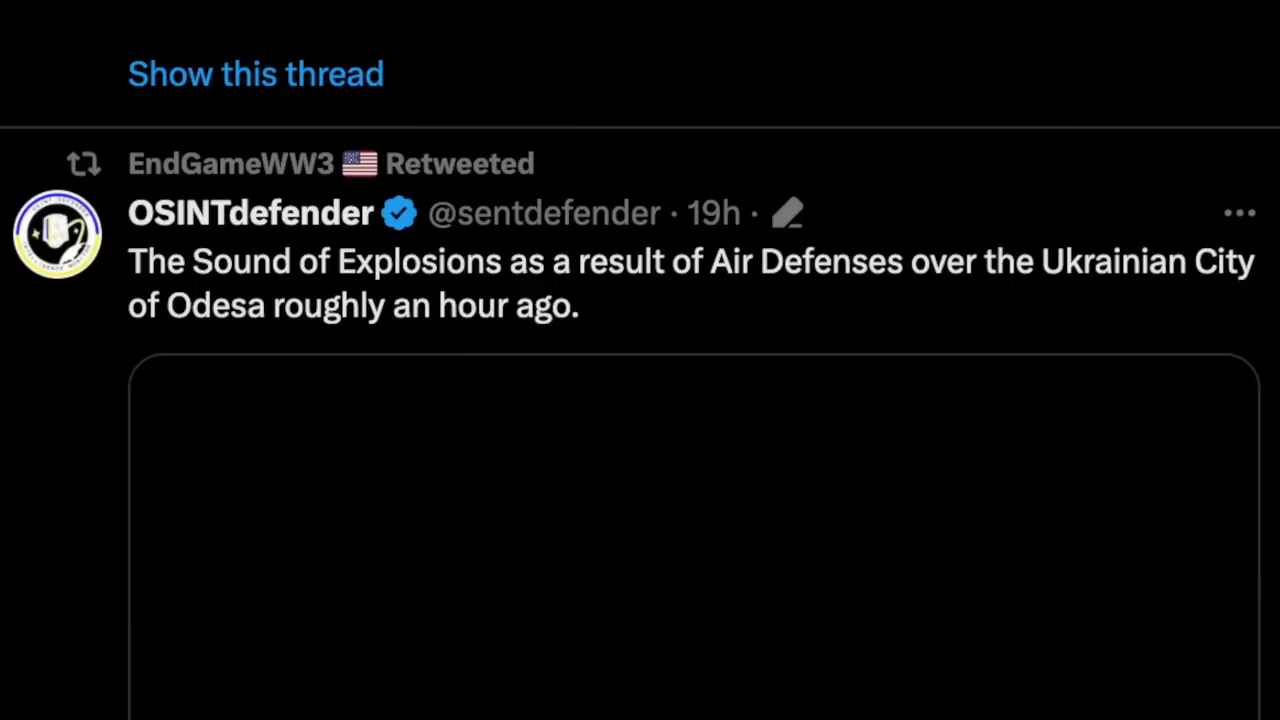 Show this thread
EndGameWW3 🇺🇸 Retweeted
OSINTdefender @sentdefender · 19h ·
The Sound of Explosions as a result of Air Defenses over the Ukrainian City
of Odesa roughly an hour ago.